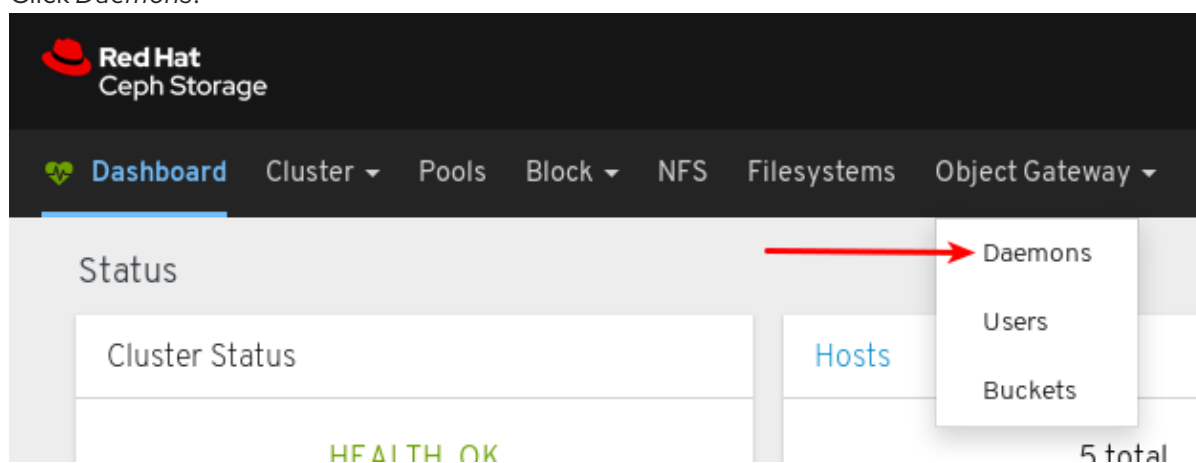 Click Daemons.
Red Hat
Ceph Storage
Dashboard Cluster Pools Block NFS Filesystems Object Gateway
Daemons
Status
Users
Cluster Status
Hosts
Buckets
HEALTH_OK
5 total